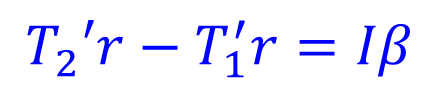 T₂′r − T₁′r = Iβ